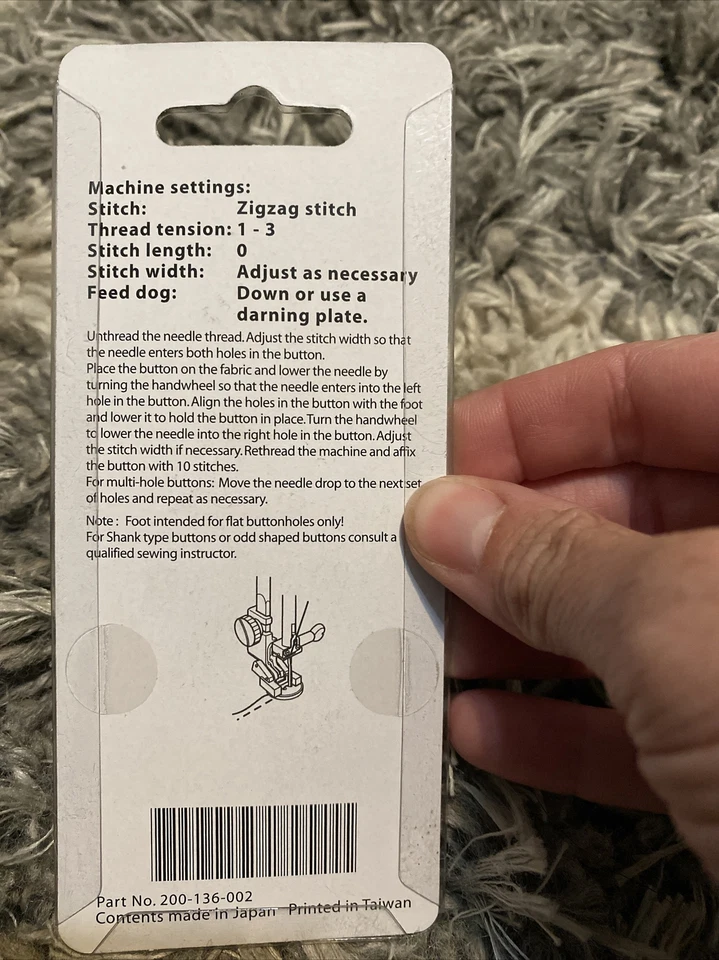 Machine settings:
Stitch: Zigzag stitch
Thread tension: 1 - 3
Stitch length: 0
Stitch width: Adjust as necessary
Feed dog: Down or use a
darning plate.
Unthread the needle thread. Adjust the stitch width so that
the needle enters both holes in the button.
Place the button on the fabric and lower the needle by
turning the handwheel so that the needle enters into the left
hole in the button. Align the holes in the button with the foot
and lower it to hold the button in place. Turn the handwheel
to lower the needle into the right hole in the button. Adjust
the stitch width if necessary. Rethread the machine and affix
the button with 10 stitches.
For multi-hole buttons: Move the needle drop to the next set
of holes and repeat as necessary.
Note : Foot intended for flat buttonholes only!
For Shank type buttons or odd shaped buttons consult a
qualified sewing instructor.
Part No. 200-136-002
Contents made in Japan Printed in Taiwan